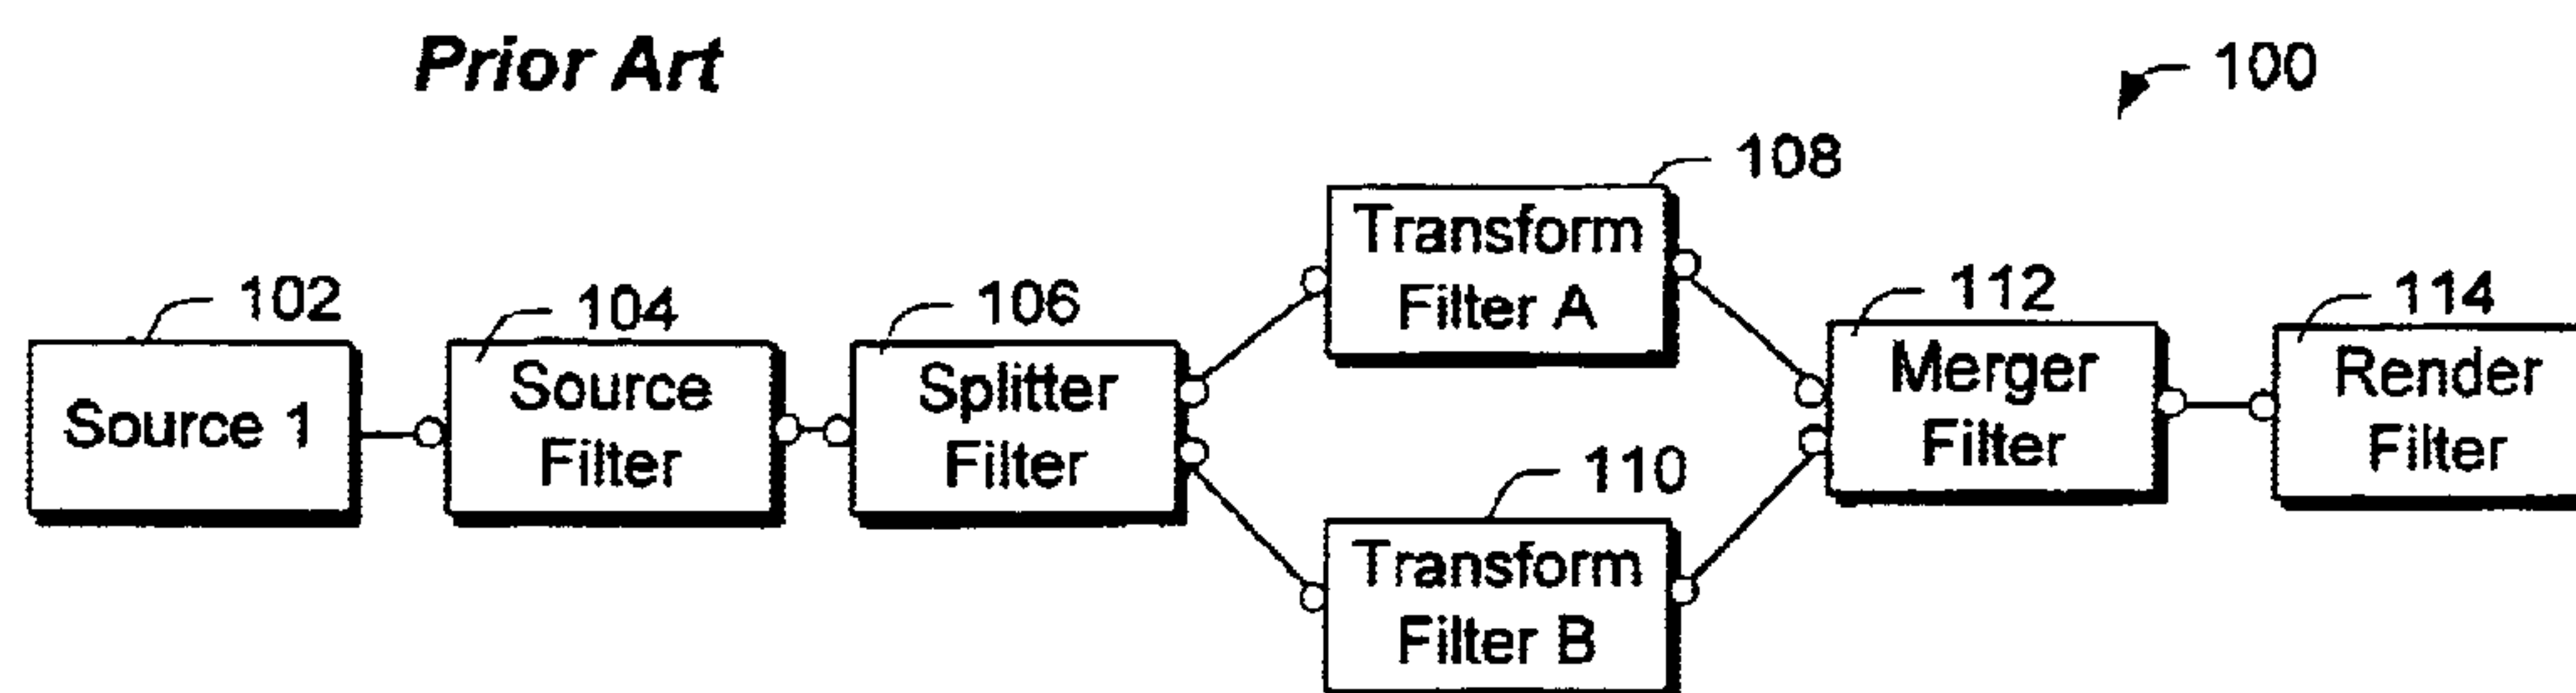 Prior Art
100
108
Transform
Filter A
102
Source 1
104
Source
Filter
106
Splitter
Filter
112
Merger
Filter
114
Render
Filter
110
Transform
Filter B